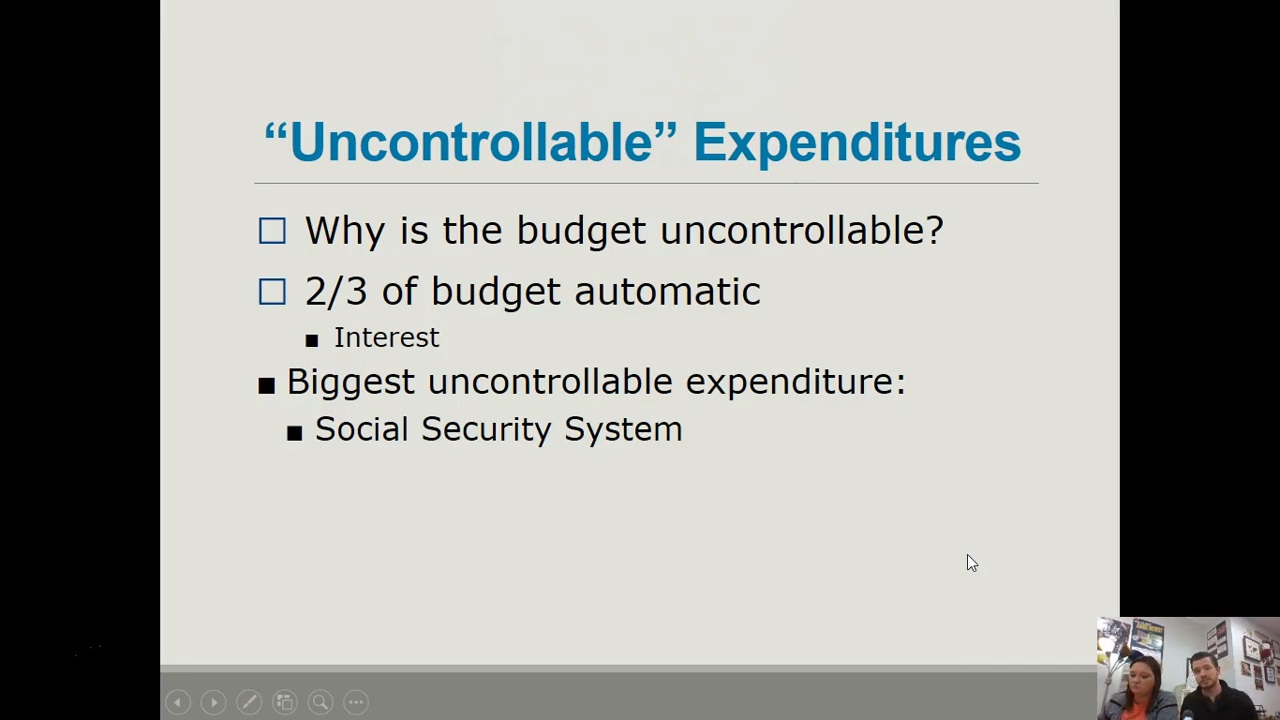 “Uncontrollable” Expenditures
Why is the budget uncontrollable?
2/3 of budget automatic
Interest
Biggest uncontrollable expenditure:
Social Security System